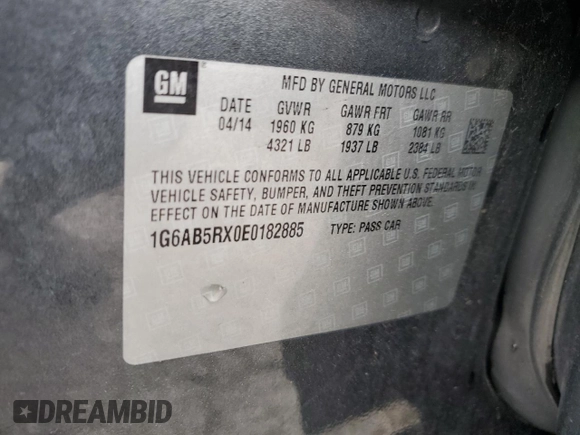 GM
MFD BY GENERAL MOTORS LLC
DATE GVWR GAWR FRT GAWR RR
04/14 1960 KG 879 KG 1081 KG
4321 LB 1937 LB 2384 LB
THIS VEHICLE CONFORMS TO ALL APPLICABLE U.S. FEDERAL MOTOR
VEHICLE SAFETY, BUMPER, AND THEFT PREVENTION STANDARDS IN
EFFECT ON THE DATE OF MANUFACTURE SHOWN ABOVE.
1G6AB5RX0E0182885 TYPE: PASS CAR
DREAMBID